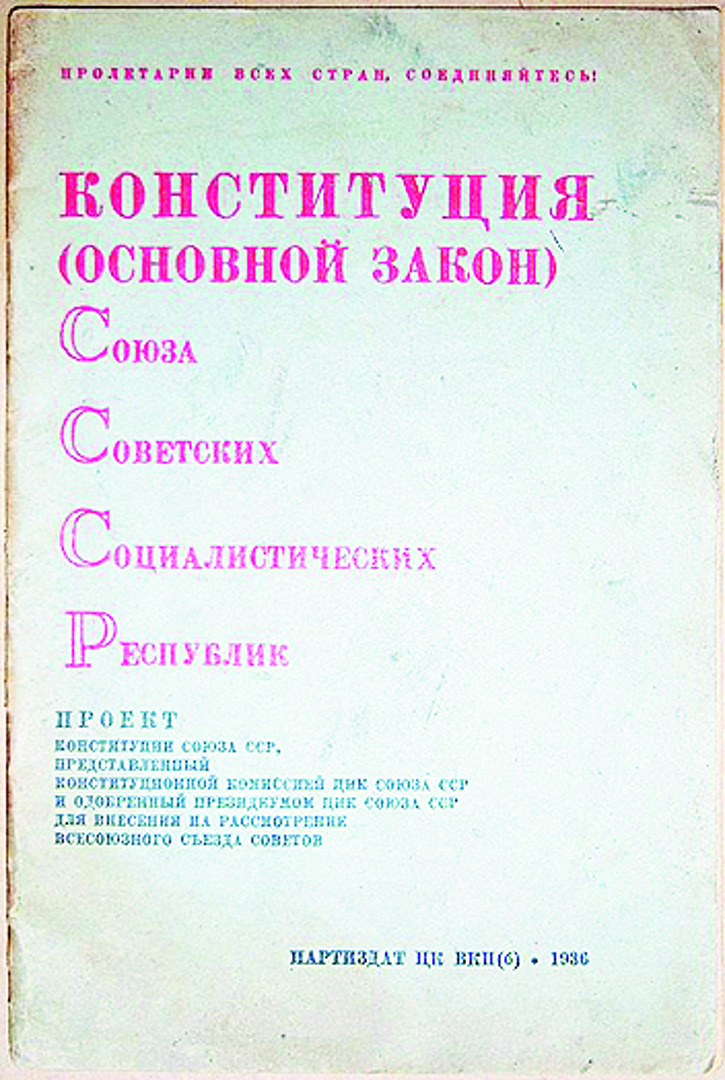 ПРОЛЕТАРИИ ВСЕХ СТРАН, СОЕДИНЯЙТЕСЬ!
КОНСТИТУЦИЯ
(ОСНОВНОЙ ЗАКОН)
СОЮЗА
СОВЕТСКИХ
СОЦИАЛИСТИЧЕСКИХ
РЕСПУБЛИК
ПРОЕКТ
КОНСТИТУЦИИ СОЮЗА ССР,
ПРЕДСТАВЛЕННЫЙ
КОНСТИТУЦИОННОЙ КОМИССИЕЙ ЦИК СОЮЗА ССР
И ОДОБРЕННЫЙ ПРЕЗИДИУМОМ ЦИК СОЮЗА ССР
ДЛЯ ВНЕСЕНИЯ НА РАССМОТРЕНИЕ
ВСЕСОЮЗНОГО СЪЕЗДА СОВЕТОВ
ПАРТИЗДАТ ЦК ВКП(б) • 1936